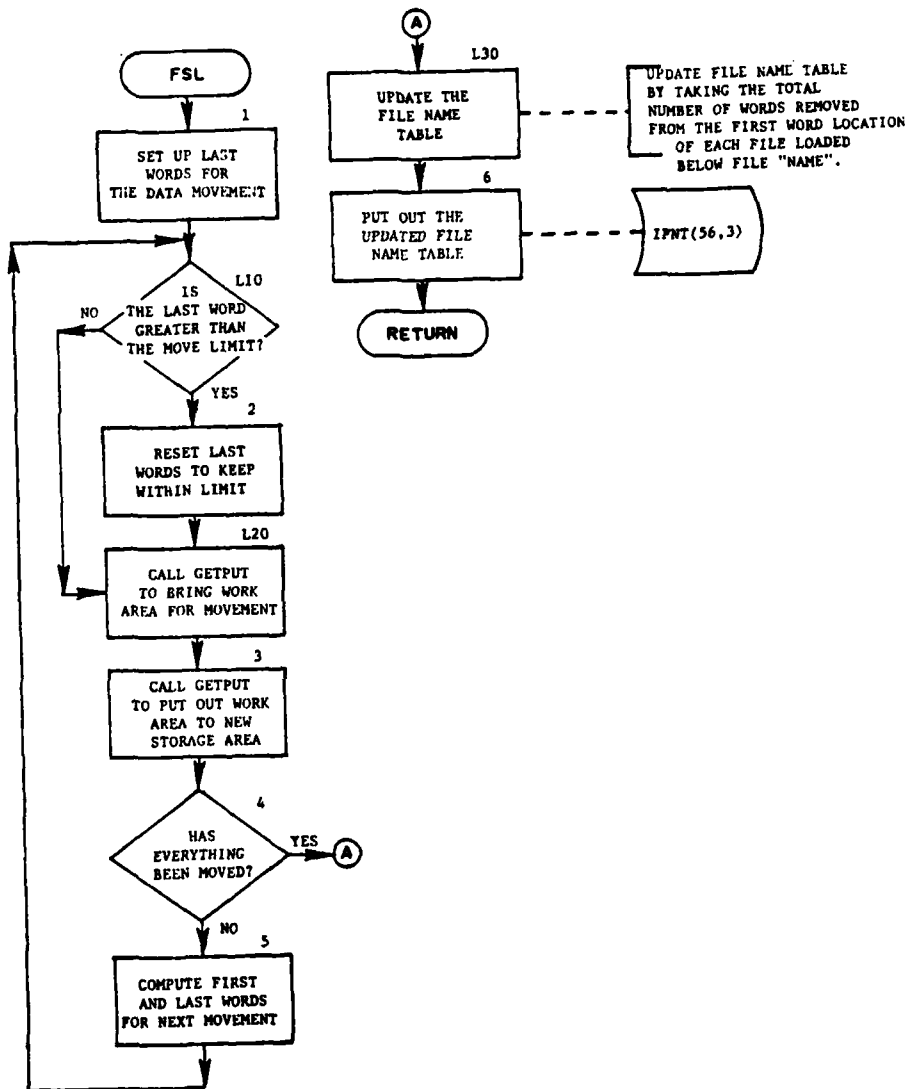 FSL
1
SET UP LAST
WORDS FOR
THE DATA MOVEMENT
L10
IS
THE LAST WORD
GREATER THAN
THE MOVE LIMIT?
NO
YES
2
RESET LAST
WORDS TO KEEP
WITHIN LIMIT
L20
CALL GETPUT
TO BRING WORK
AREA FOR MOVEMENT
3
CALL GETPUT
TO PUT OUT WORK
AREA TO NEW
STORAGE AREA
4
HAS
EVERYTHING
BEEN MOVED?
YES
A
NO
5
COMPUTE FIRST
AND LAST WORDS
FOR NEXT MOVEMENT
A
L30
UPDATE THE
FILE NAME
TABLE
UPDATE FILE NAME TABLE
BY TAKING THE TOTAL
NUMBER OF WORDS REMOVED
FROM THE FIRST WORD LOCATION
OF EACH FILE LOADED
BELOW FILE "NAME".
6
PUT OUT THE
UPDATED FILE
NAME TABLE
IFNT(56,3)
RETURN